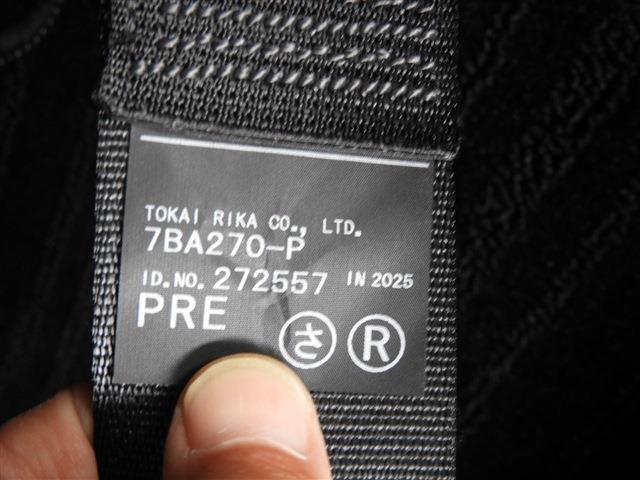 TOKAI RIKA CO., LTD.
7BA270-P
ID.NO. 272557 IN 2025
PRE
さ R